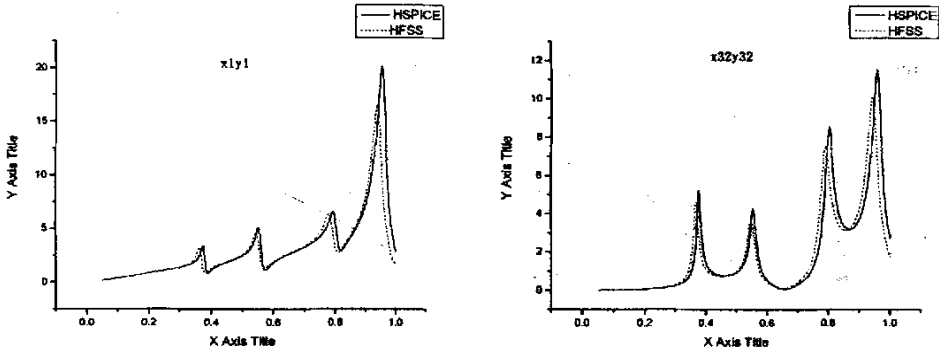 HSPICE
HFSS
x1y1
20
15
10
5
0
Y Axis Title
0.0 0.2 0.4 0.6 0.8 1.0
X Axis Title
HSPICE
HFSS
x32y32
12
10
8
6
4
2
0
Y Axis Title
0.0 0.2 0.4 0.6 0.8 1.0
X Axis Title